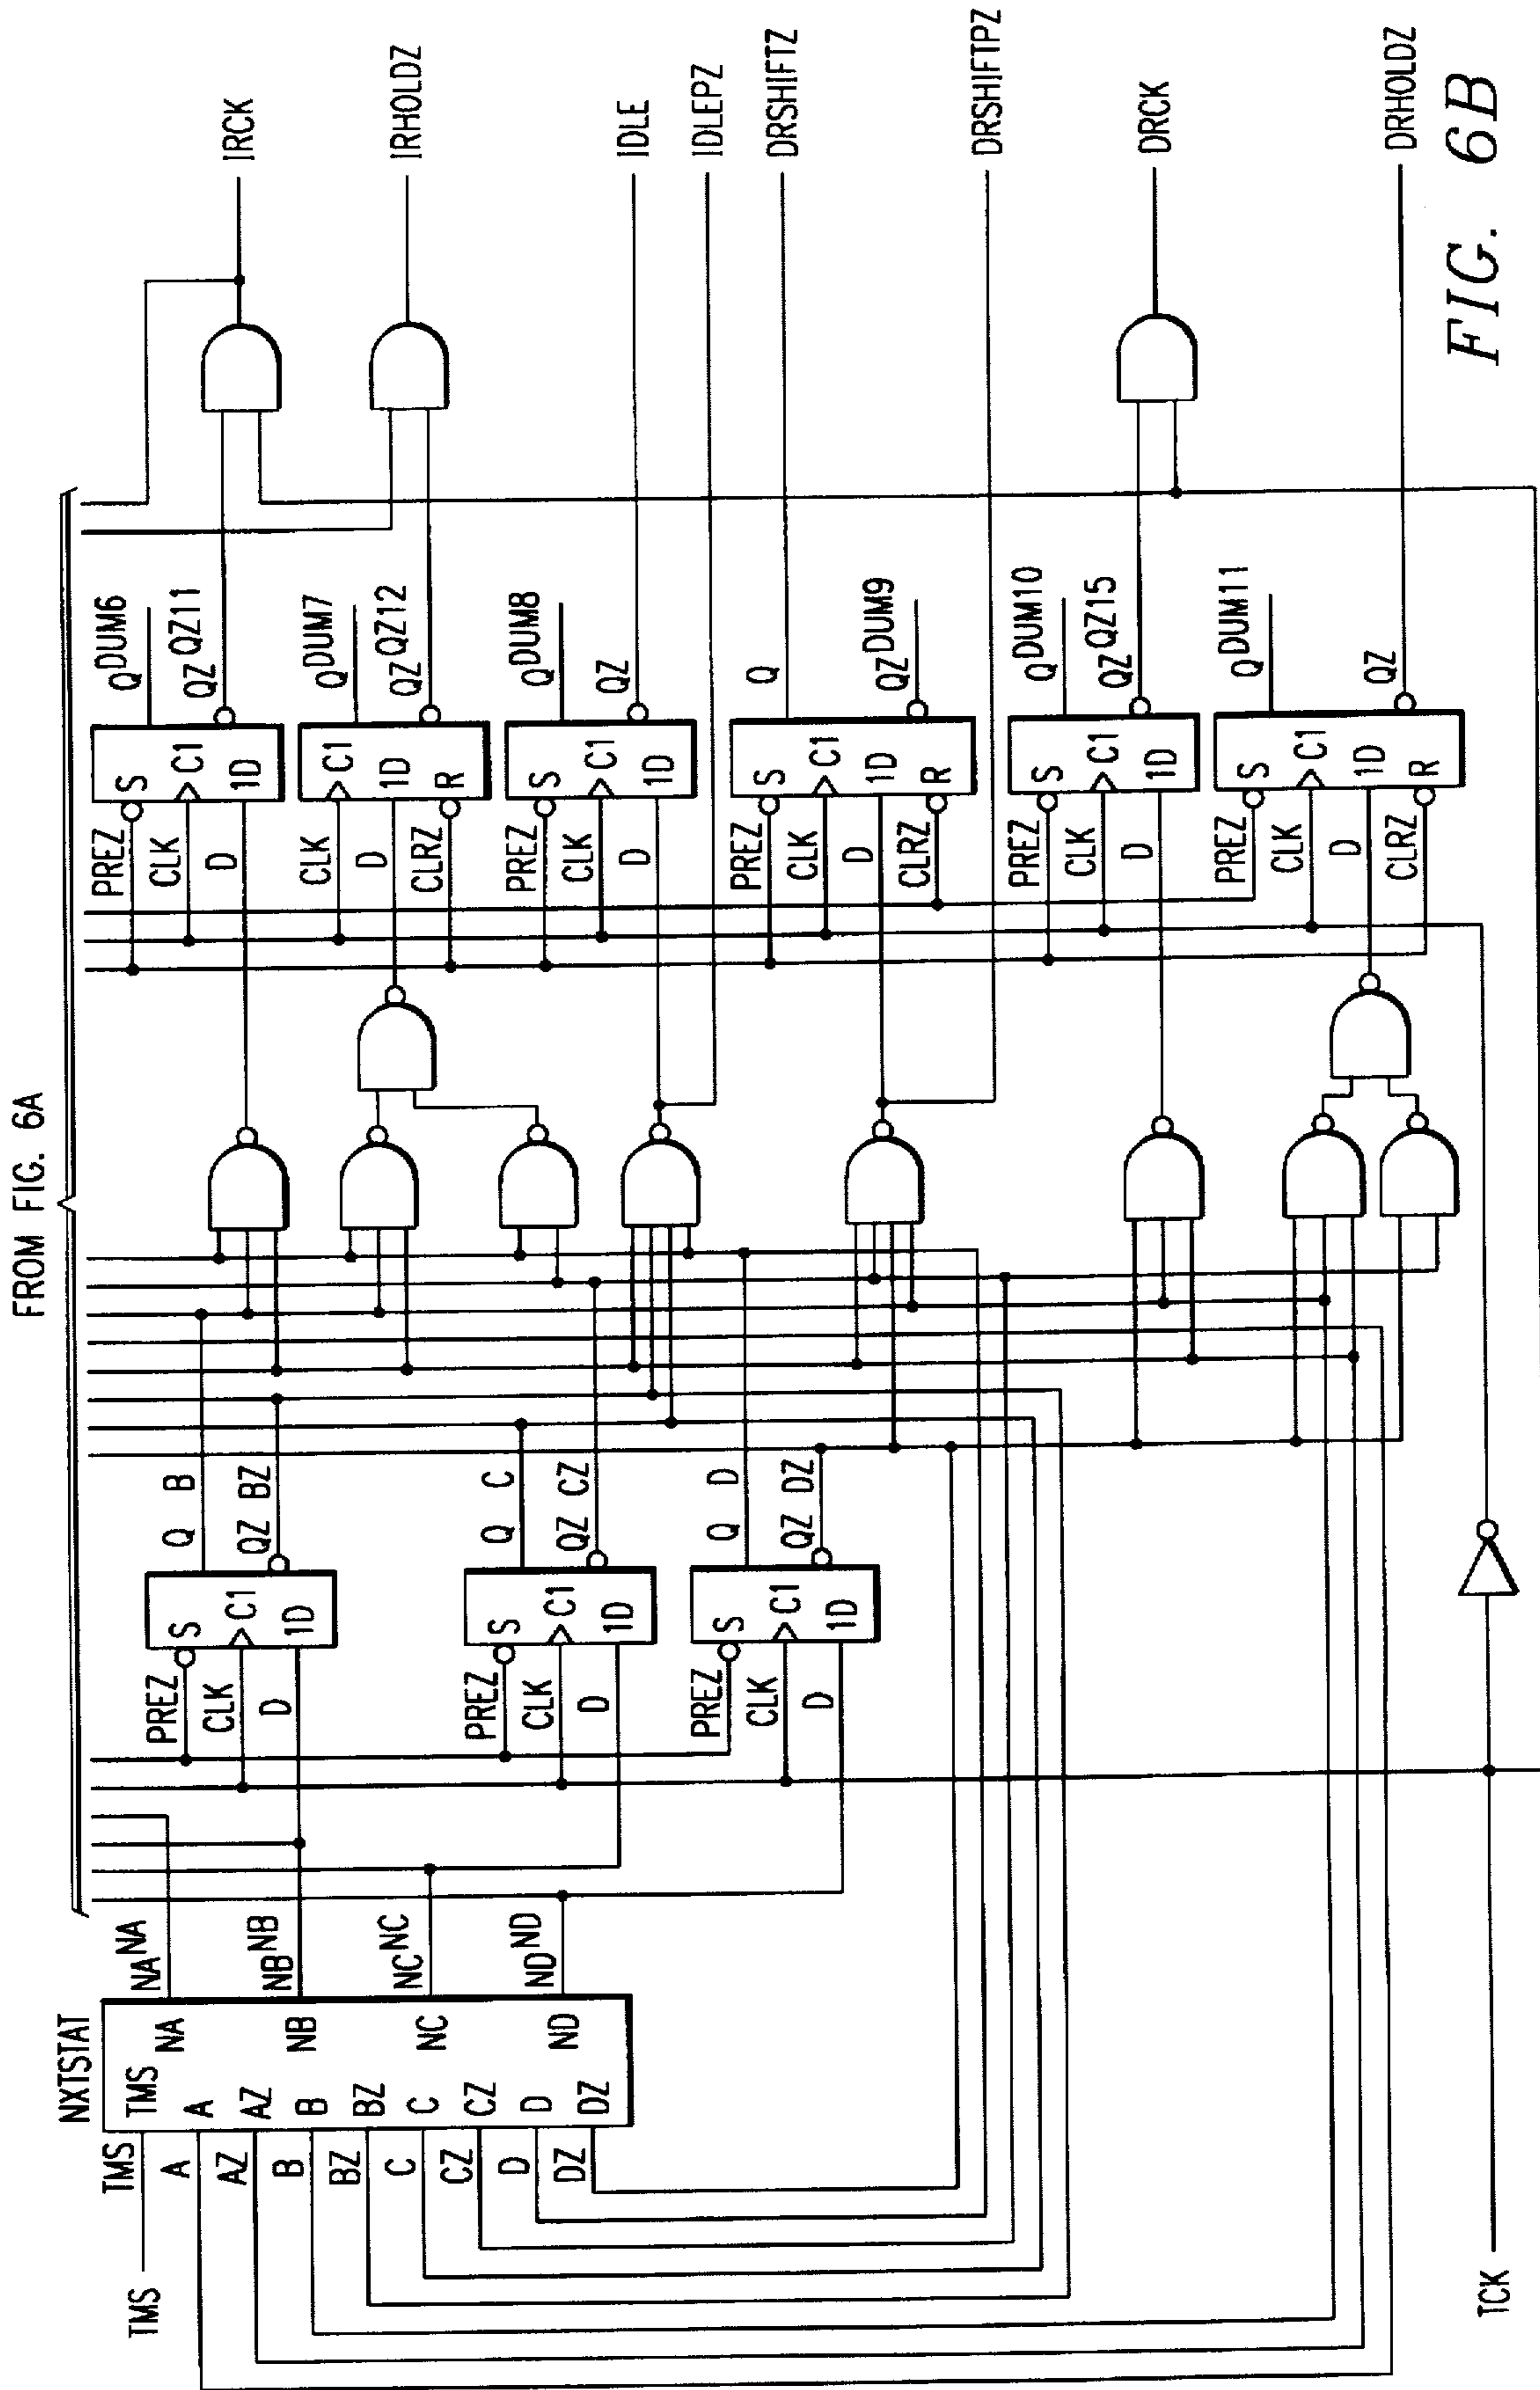 FROM FIG. 6A
NXTSTAT
TMS
TMS
TMS
A
A
AZ
AZ
B
B
BZ
BZ
C
C
CZ
CZ
D
D
DZ
DZ
NA
NA NA
NB
NB NB
NC
NC NC
ND
ND ND
PREZ
CLK
D
S
C1
1D
Q B
QZ BZ
PREZ
CLK
D
S
C1
1D
Q C
QZ CZ
PREZ
CLK
D
S
C1
1D
Q D
QZ DZ
PREZ
CLK
D
S
C1
1D
Q DUM6
QZ QZ11
IRCK
CLK
D
CLRZ
C1
1D
R
Q DUM7
QZ QZ12
IRHOLDZ
PREZ
CLK
D
S
C1
1D
Q DUM8
QZ
IDLE
IDLEPZ
PREZ
CLK
D
CLRZ
S
C1
1D
R
Q
QZ DUM9
DRSHIFTZ
DRSHIFTPZ
PREZ
CLK
D
S
C1
1D
Q DUM10
QZ QZ15
DRCK
PREZ
CLK
D
CLRZ
S
C1
1D
R
Q DUM11
QZ
DRHOLDZ
TCK
FIG. 6B